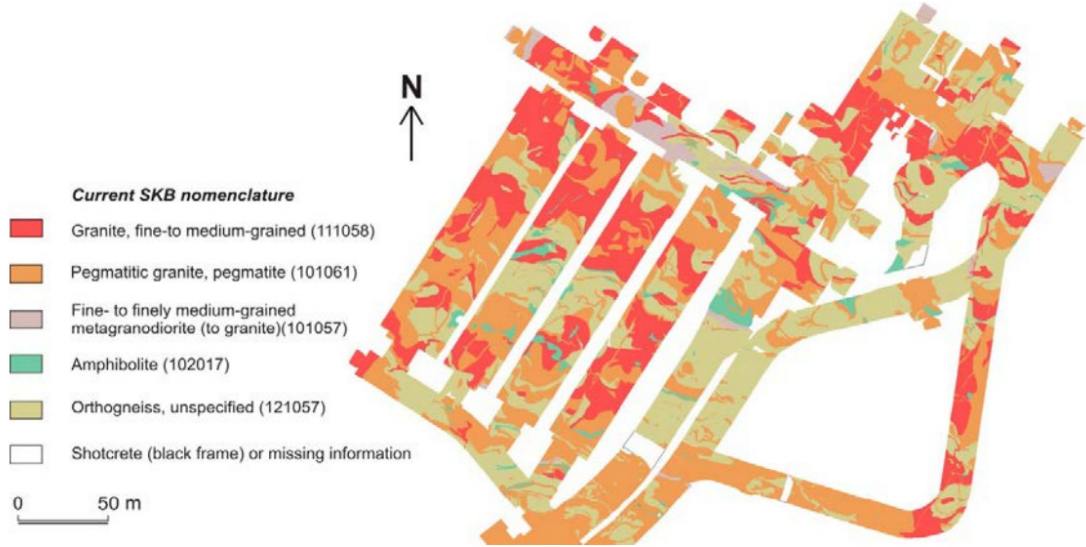 N
Current SKB nomenclature
Granite, fine-to medium-grained (111058)
Pegmatitic granite, pegmatite (101061)
Fine- to finely medium-grained
metagranodiorite (to granite)(101057)
Amphibolite (102017)
Orthogneiss, unspecified (121057)
Shotcrete (black frame) or missing information
0 50 m